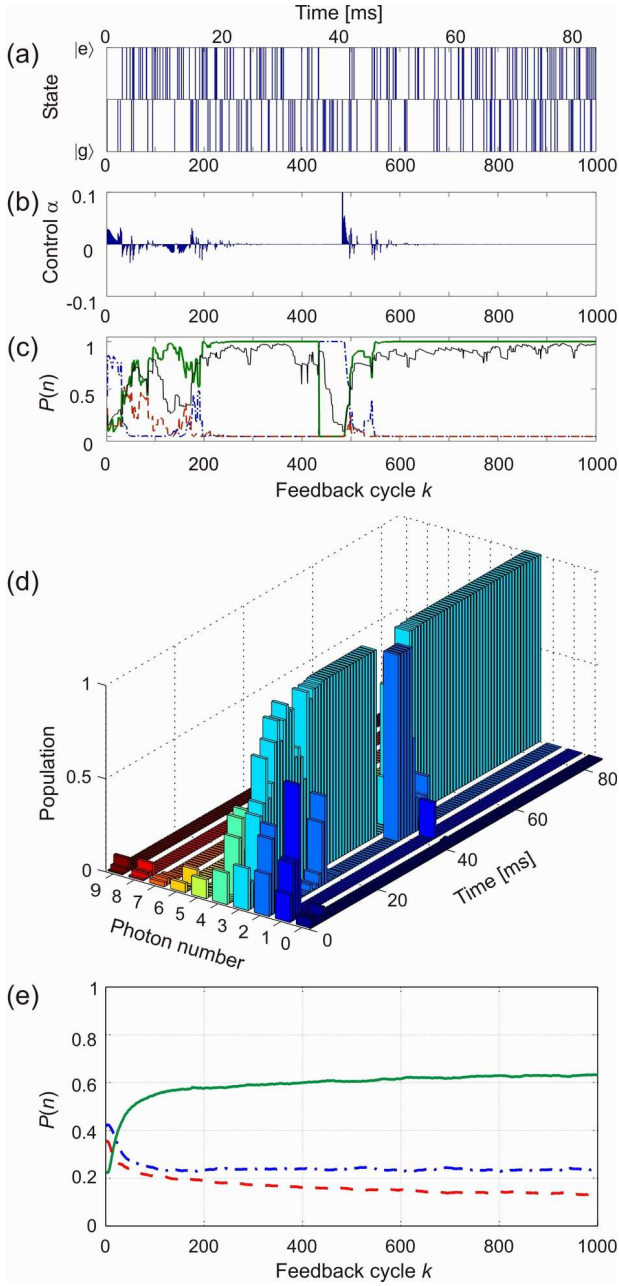 Time [ms]
0 20 40 60 80
(a)
|e⟩
State
|g⟩
0 200 400 600 800 1000
(b)
Control α
0.1
0
-0.1
0 200 400 600 800 1000
(c)
P(n)
1
0.5
0
0 200 400 600 800 1000
Feedback cycle k
(d)
Population
1
0.5
0
9 8 7 6 5 4 3 2 1 0
Photon number
0 20 40 60 80
Time [ms]
(e)
P(n)
1
0.8
0.6
0.4
0.2
0
0 200 400 600 800 1000
Feedback cycle k